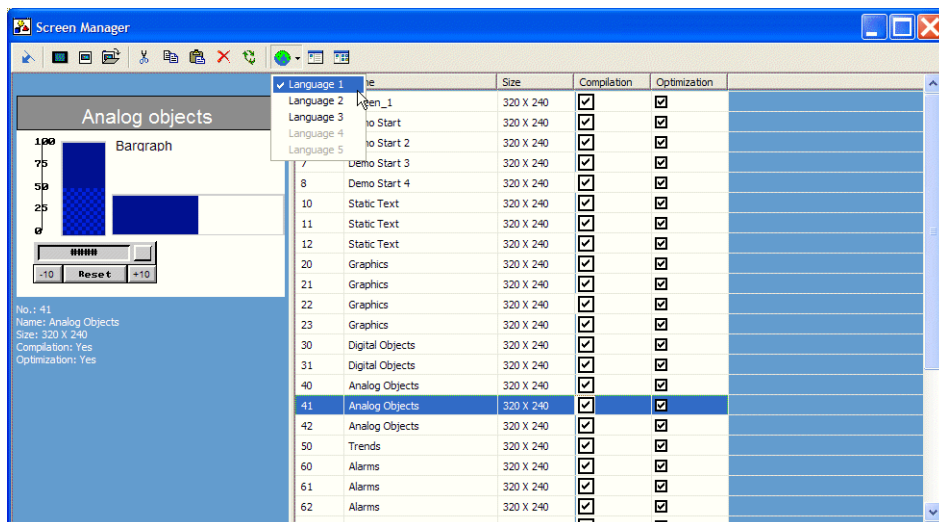 Screen Manager
Language 1
Language 2
Language 3
Language 4
Language 5
Size Compilation Optimization
320 X 240
Start 320 X 240
Start 2 320 X 240
7 Demo Start 3 320 X 240
8 Demo Start 4 320 X 240
10 Static Text 320 X 240
11 Static Text 320 X 240
12 Static Text 320 X 240
20 Graphics 320 X 240
21 Graphics 320 X 240
22 Graphics 320 X 240
23 Graphics 320 X 240
30 Digital Objects 320 X 240
31 Digital Objects 320 X 240
40 Analog Objects 320 X 240
41 Analog Objects 320 X 240
42 Analog Objects 320 X 240
50 Trends 320 X 240
60 Alarms 320 X 240
61 Alarms 320 X 240
62 Alarms 320 X 240
Analog objects
Bargraph
100
75
50
25
0
####
-10 Reset +10
No.: 41
Name: Analog Objects
Size: 320 X 240
Compilation: Yes
Optimization: Yes